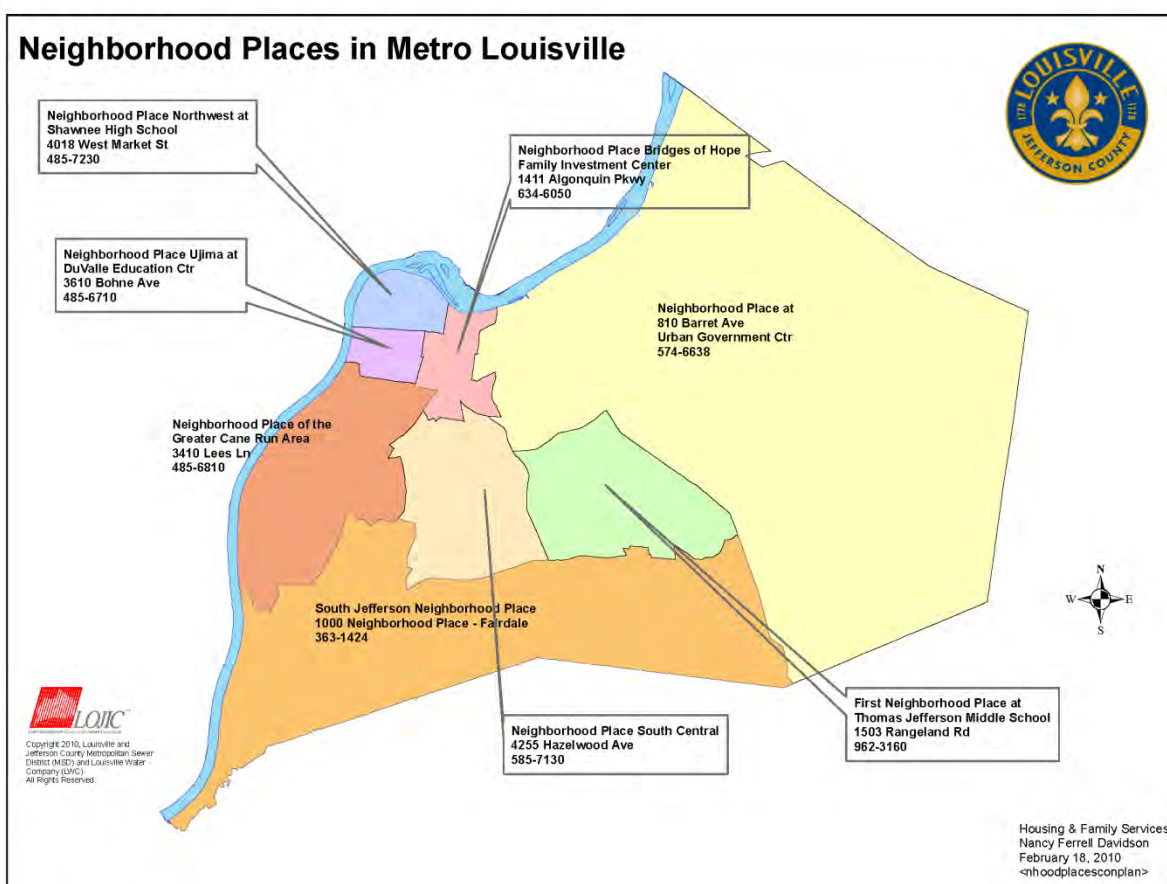 Neighborhood Places in Metro Louisville
LOUISVILLE
1778
1778
JEFFERSON COUNTY
Neighborhood Place Northwest at
Shawnee High School
4018 West Market St
485-7230
Neighborhood Place Bridges of Hope
Family Investment Center
1411 Algonquin Pkwy
634-6050
Neighborhood Place Ujima at
DuValle Education Ctr
3610 Bohne Ave
485-6710
Neighborhood Place at
810 Barret Ave
Urban Government Ctr
574-6638
Neighborhood Place of the
Greater Cane Run Area
3410 Lees Ln
485-6810
N
W
E
S
South Jefferson Neighborhood Place
1000 Neighborhood Place - Fairdale
363-1424
LOJIC
Copyright 2010, Louisville and
Jefferson County Metropolitan Sewer
District (MSD) and Louisville Water
Company (LWC)
All Rights Reserved.
Neighborhood Place South Central
4255 Hazelwood Ave
585-7130
First Neighborhood Place at
Thomas Jefferson Middle School
1503 Rangeland Rd
962-3160
Housing & Family Services
Nancy Ferrell Davidson
February 18, 2010
<nhoodplacesconplan>